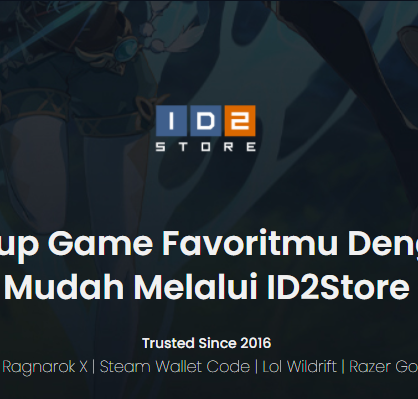 ID2
STORE
up Game Favoritmu Deng
Mudah Melalui ID2Store
Trusted Since 2016
Ragnarok X | Steam Wallet Code | Lol Wildrift | Razer Go